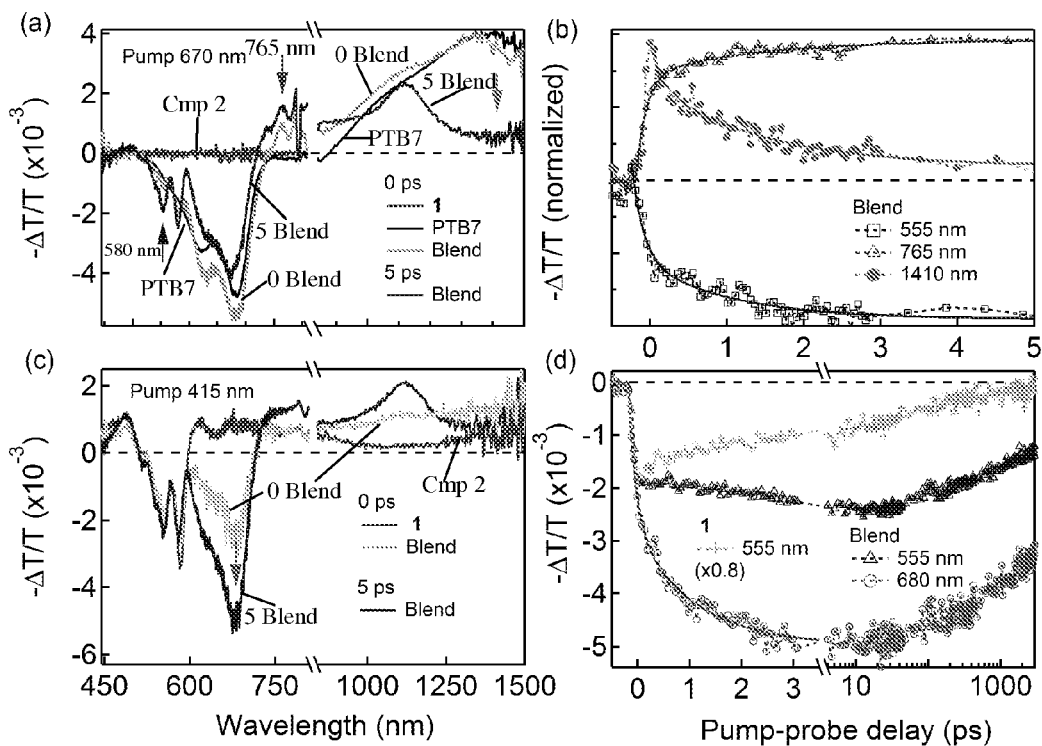 (a)
4
2
0
-2
-4
-ΔT/T (x10⁻³)
Pump 670 nm
765 nm
Cmp 2
0 Blend
5 Blend
PTB7
580 nm
PTB7
5 Blend
0 Blend
0 ps
1
PTB7
Blend
5 ps
Blend
(b)
-ΔT/T (normalized)
Blend
555 nm
765 nm
1410 nm
0 1 2 3 4 5
(c)
2
0
-2
-4
-6
-ΔT/T (x10⁻³)
Pump 415 nm
0 Blend
Cmp 2
5 Blend
0 ps
1
Blend
5 ps
Blend
450 600 750 1000 1250 1500
Wavelength (nm)
(d)
0
-1
-2
-3
-4
-5
-ΔT/T (x10⁻³)
1
555 nm
(x0.8)
Blend
555 nm
680 nm
0 1 2 3 10 1000
Pump-probe delay (ps)